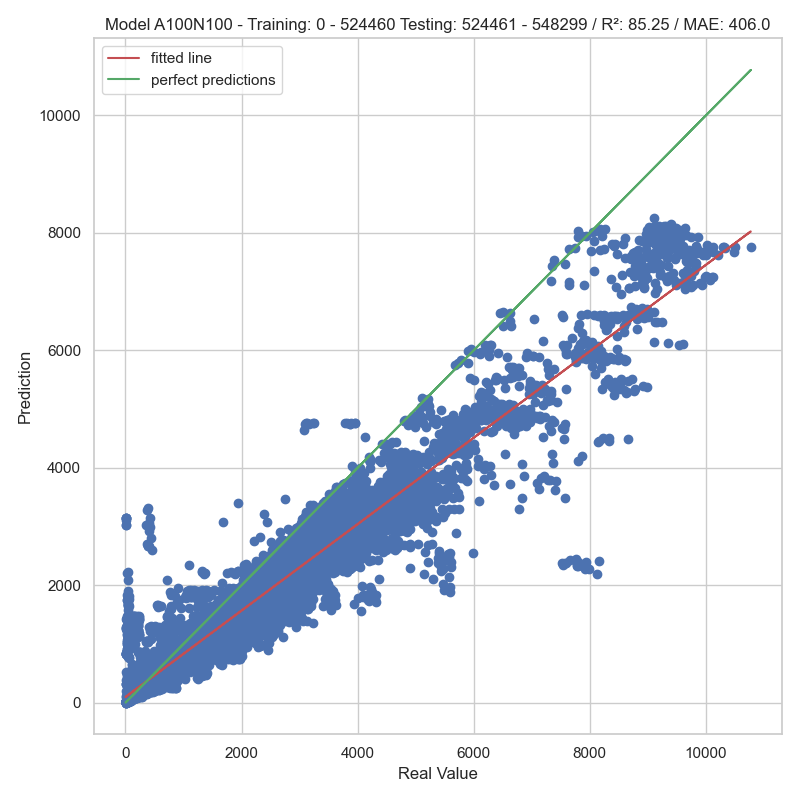 Model A100N100 - Training: 0 - 524460 Testing: 524461 - 548299 / R²: 85.25 / MAE: 406.0
fitted line
perfect predictions
10000
8000
6000
4000
2000
0
Prediction
0 2000 4000 6000 8000 10000
Real Value